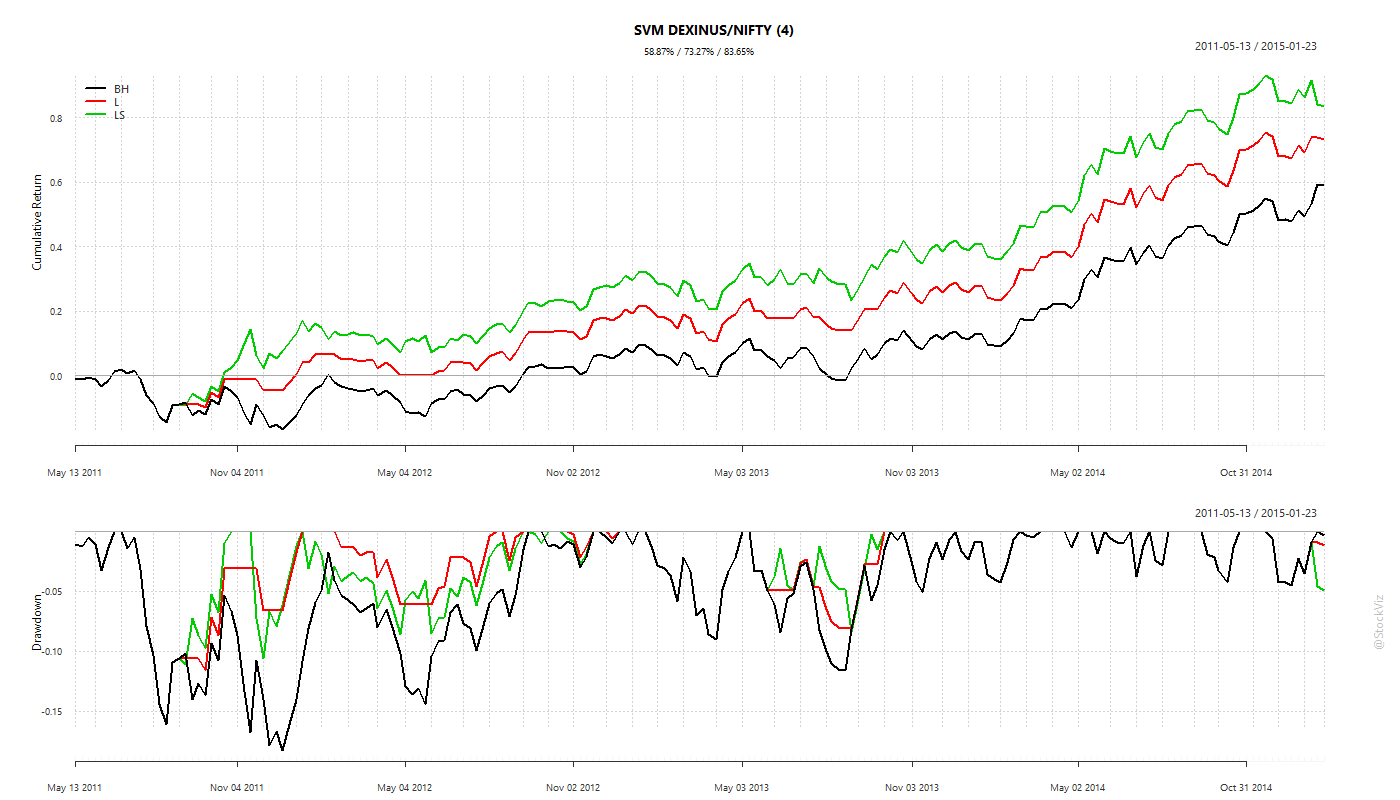 SVM DEXINUS/NIFTY (4)
58.87% / 73.27% / 83.65%
2011-05-13 / 2015-01-23
BH
L
LS
Cumulative Return
0.8
0.6
0.4
0.2
0.0
May 13 2011
Nov 04 2011
May 04 2012
Nov 02 2012
May 03 2013
Nov 03 2013
May 02 2014
Oct 31 2014
2011-05-13 / 2015-01-23
Drawdown
-0.05
-0.10
-0.15
May 13 2011
Nov 04 2011
May 04 2012
Nov 02 2012
May 03 2013
Nov 03 2013
May 02 2014
Oct 31 2014
@StockViz